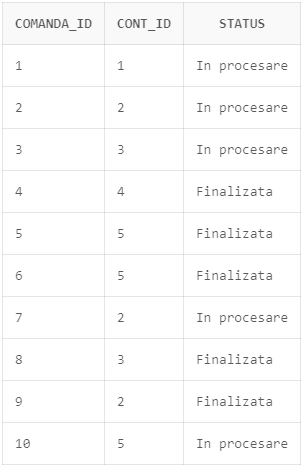 COMANDA_ID CONT_ID STATUS
1 1 In procesare
2 2 In procesare
3 3 In procesare
4 4 Finalizata
5 5 Finalizata
6 5 Finalizata
7 2 In procesare
8 3 Finalizata
9 2 Finalizata
10 5 In procesare